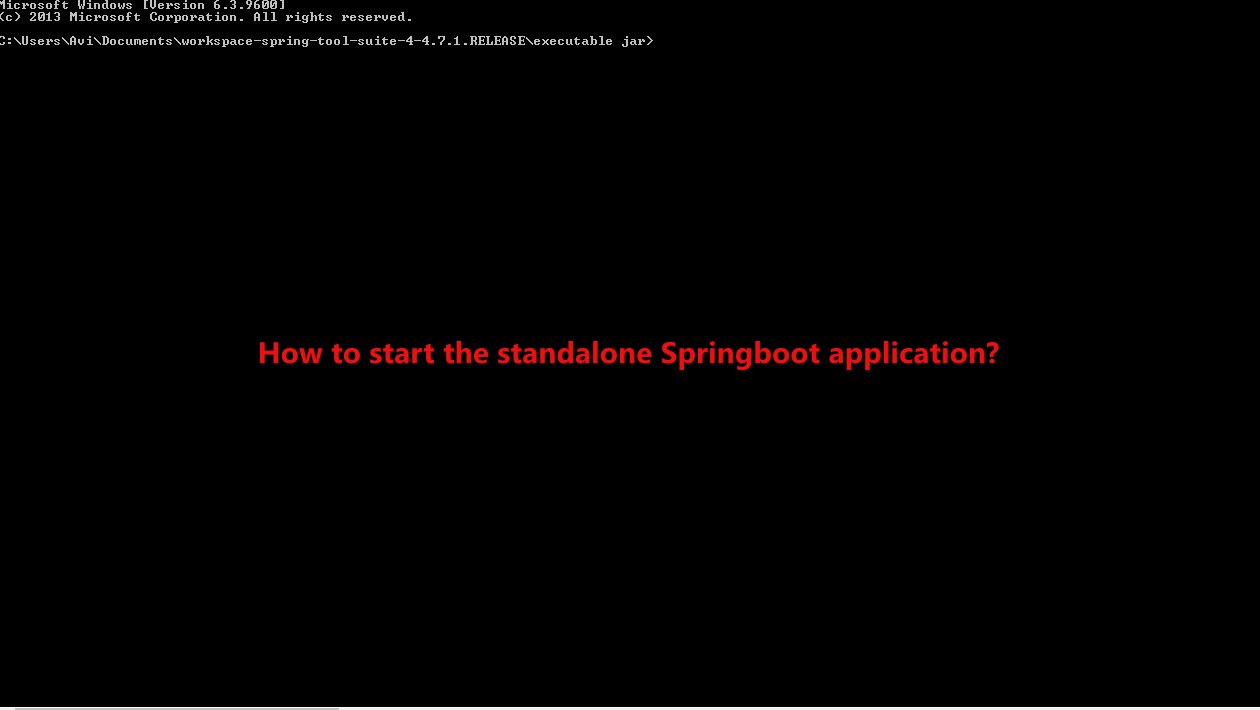 Microsoft Windows [Version 6.3.9600]
(c) 2013 Microsoft Corporation. All rights reserved.
C:\Users\Avi\Documents\workspace-spring-tool-suite-4-4.7.1.RELEASE\executable jar>
How to start the standalone Springboot application?